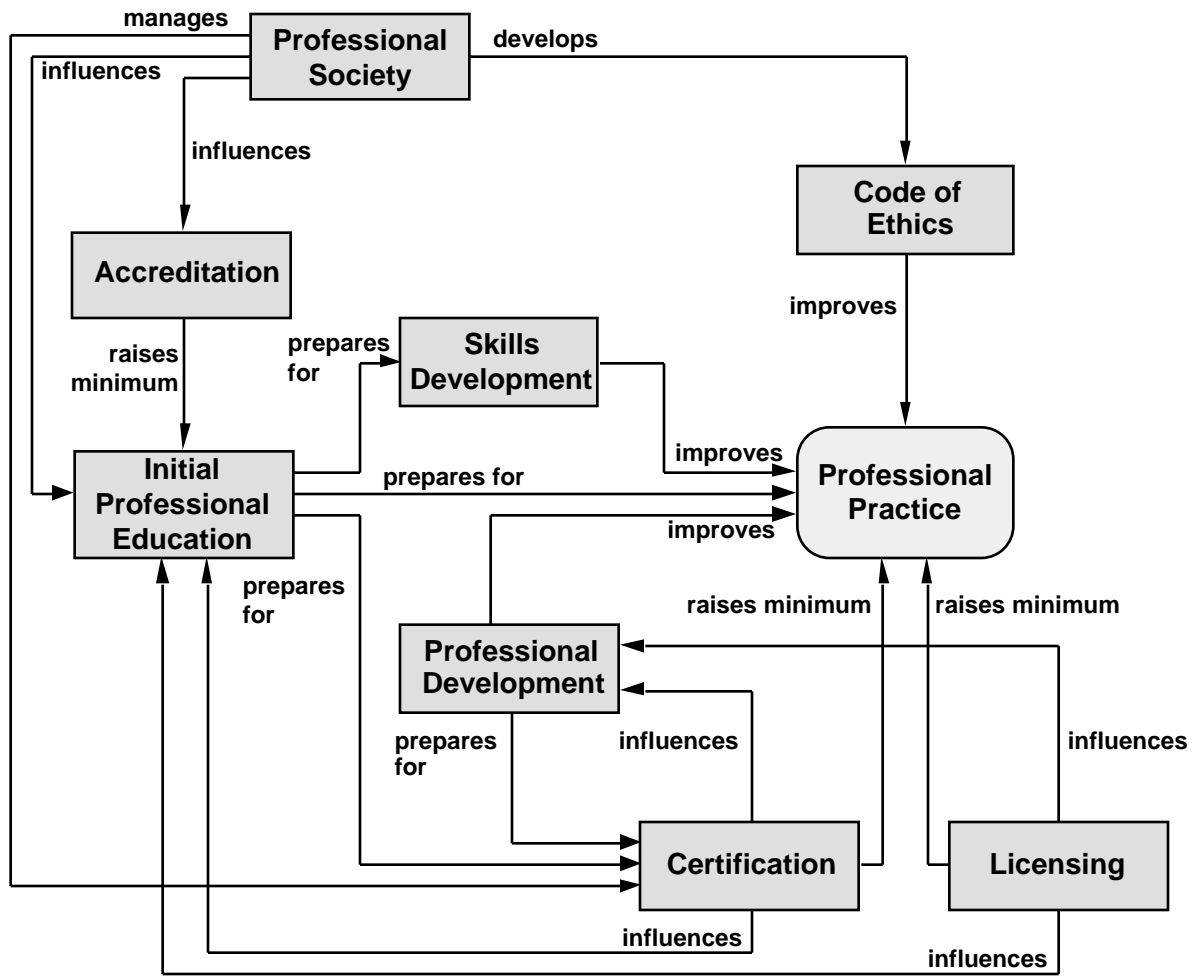 manages
Professional
Society
develops
influences
influences
Code of
Ethics
Accreditation
improves
raises
minimum
prepares
for
Skills
Development
Initial
Professional
Education
prepares for
improves
Professional
Practice
improves
prepares
for
raises minimum
raises minimum
Professional
Development
prepares
for
influences
influences
Certification
Licensing
influences
influences